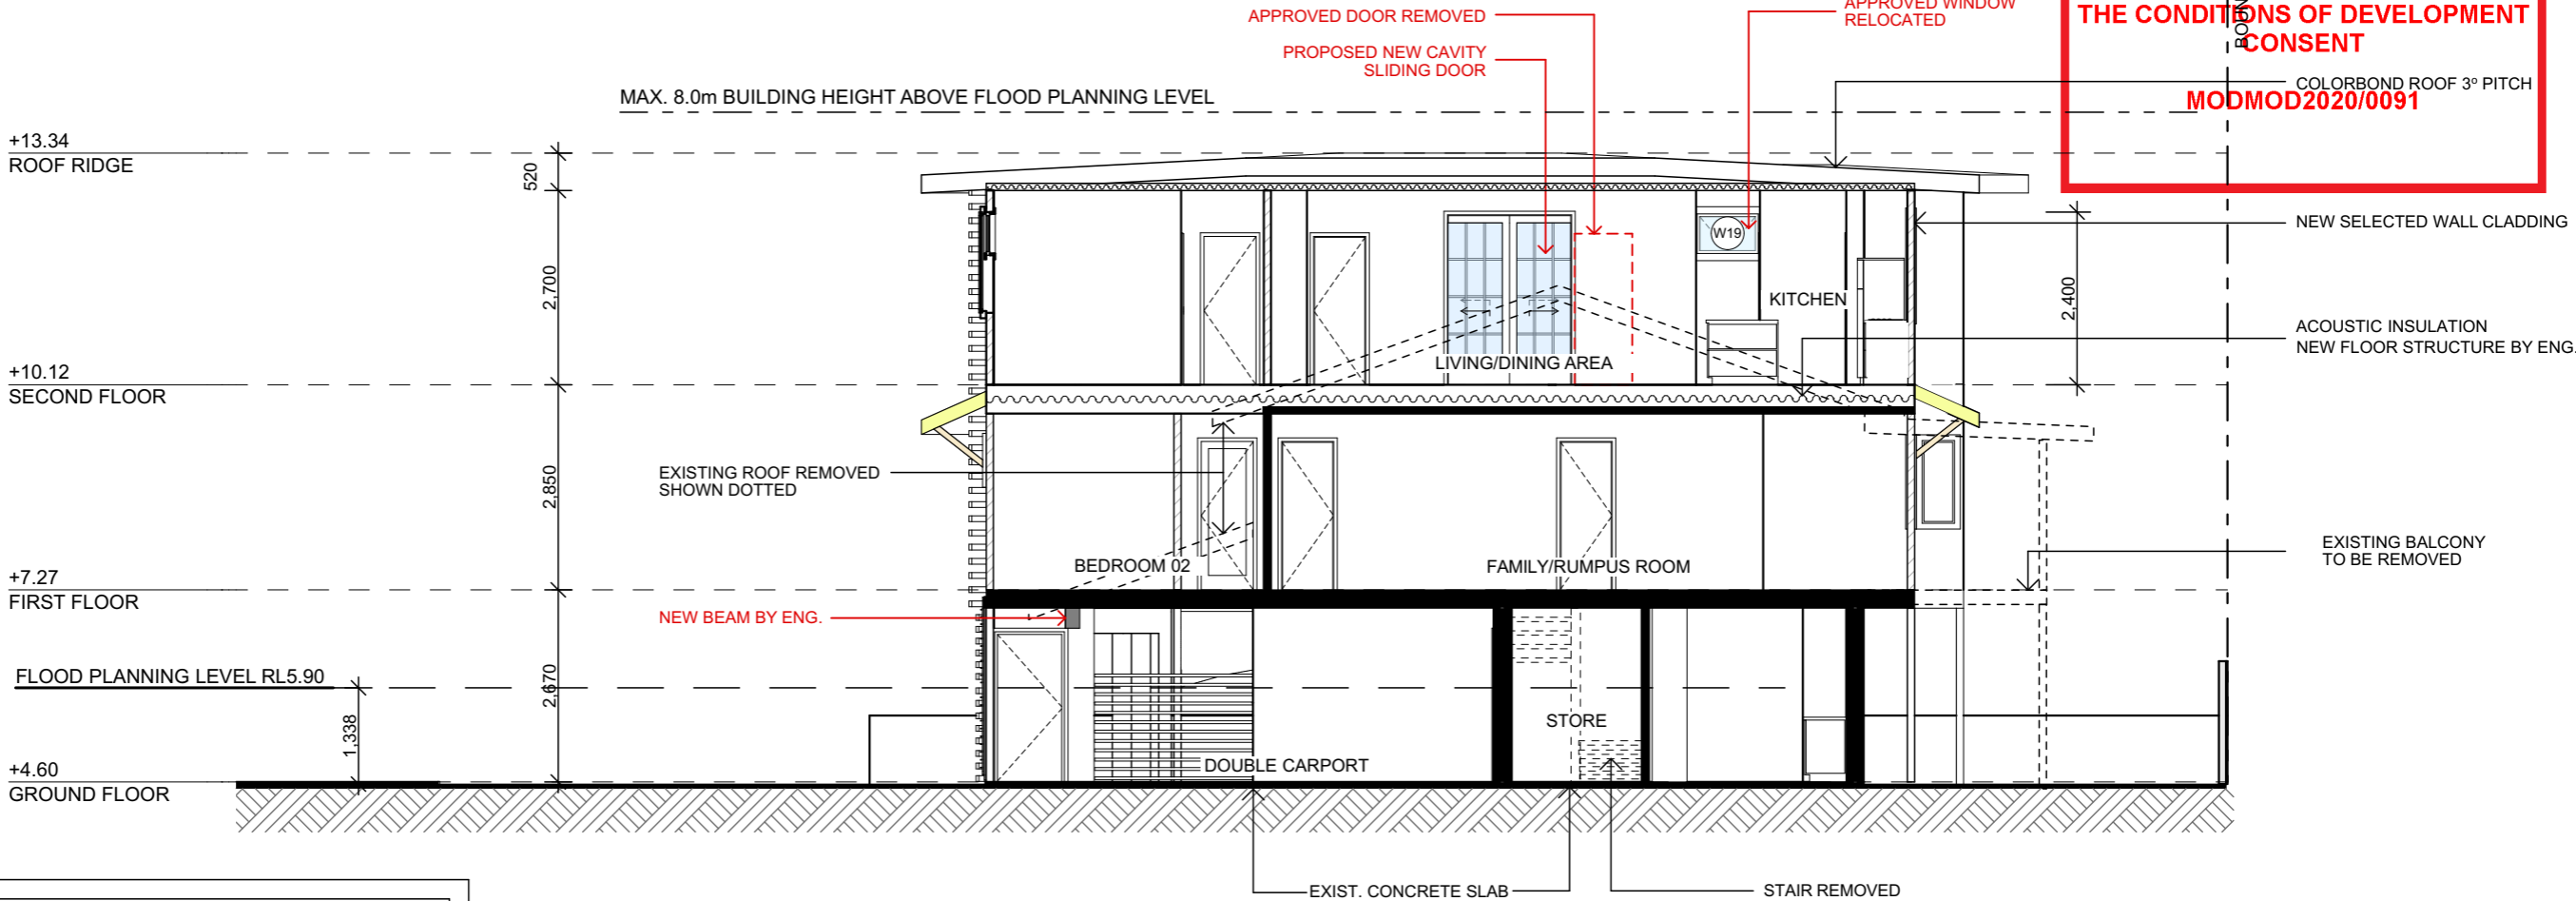 APPROVED DOOR REMOVED
APPROVED WINDOW
RELOCATED
THE CONDITIONS OF DEVELOPMENT
CONSENT
PROPOSED NEW CAVITY
SLIDING DOOR
COLORBOND ROOF 3º PITCH
MODMOD2020/0091
MAX. 8.0m BUILDING HEIGHT ABOVE FLOOD PLANNING LEVEL
+13.34
ROOF RIDGE
520
NEW SELECTED WALL CLADDING
W19
2,700
2,400
KITCHEN
ACOUSTIC INSULATION
NEW FLOOR STRUCTURE BY ENG.
LIVING/DINING AREA
+10.12
SECOND FLOOR
EXISTING ROOF REMOVED
SHOWN DOTTED
2,850
EXISTING BALCONY
TO BE REMOVED
BEDROOM 02
FAMILY/RUMPUS ROOM
+7.27
FIRST FLOOR
NEW BEAM BY ENG.
FLOOD PLANNING LEVEL RL5.90
2,670
1,338
STORE
DOUBLE CARPORT
+4.60
GROUND FLOOR
EXIST. CONCRETE SLAB
STAIR REMOVED